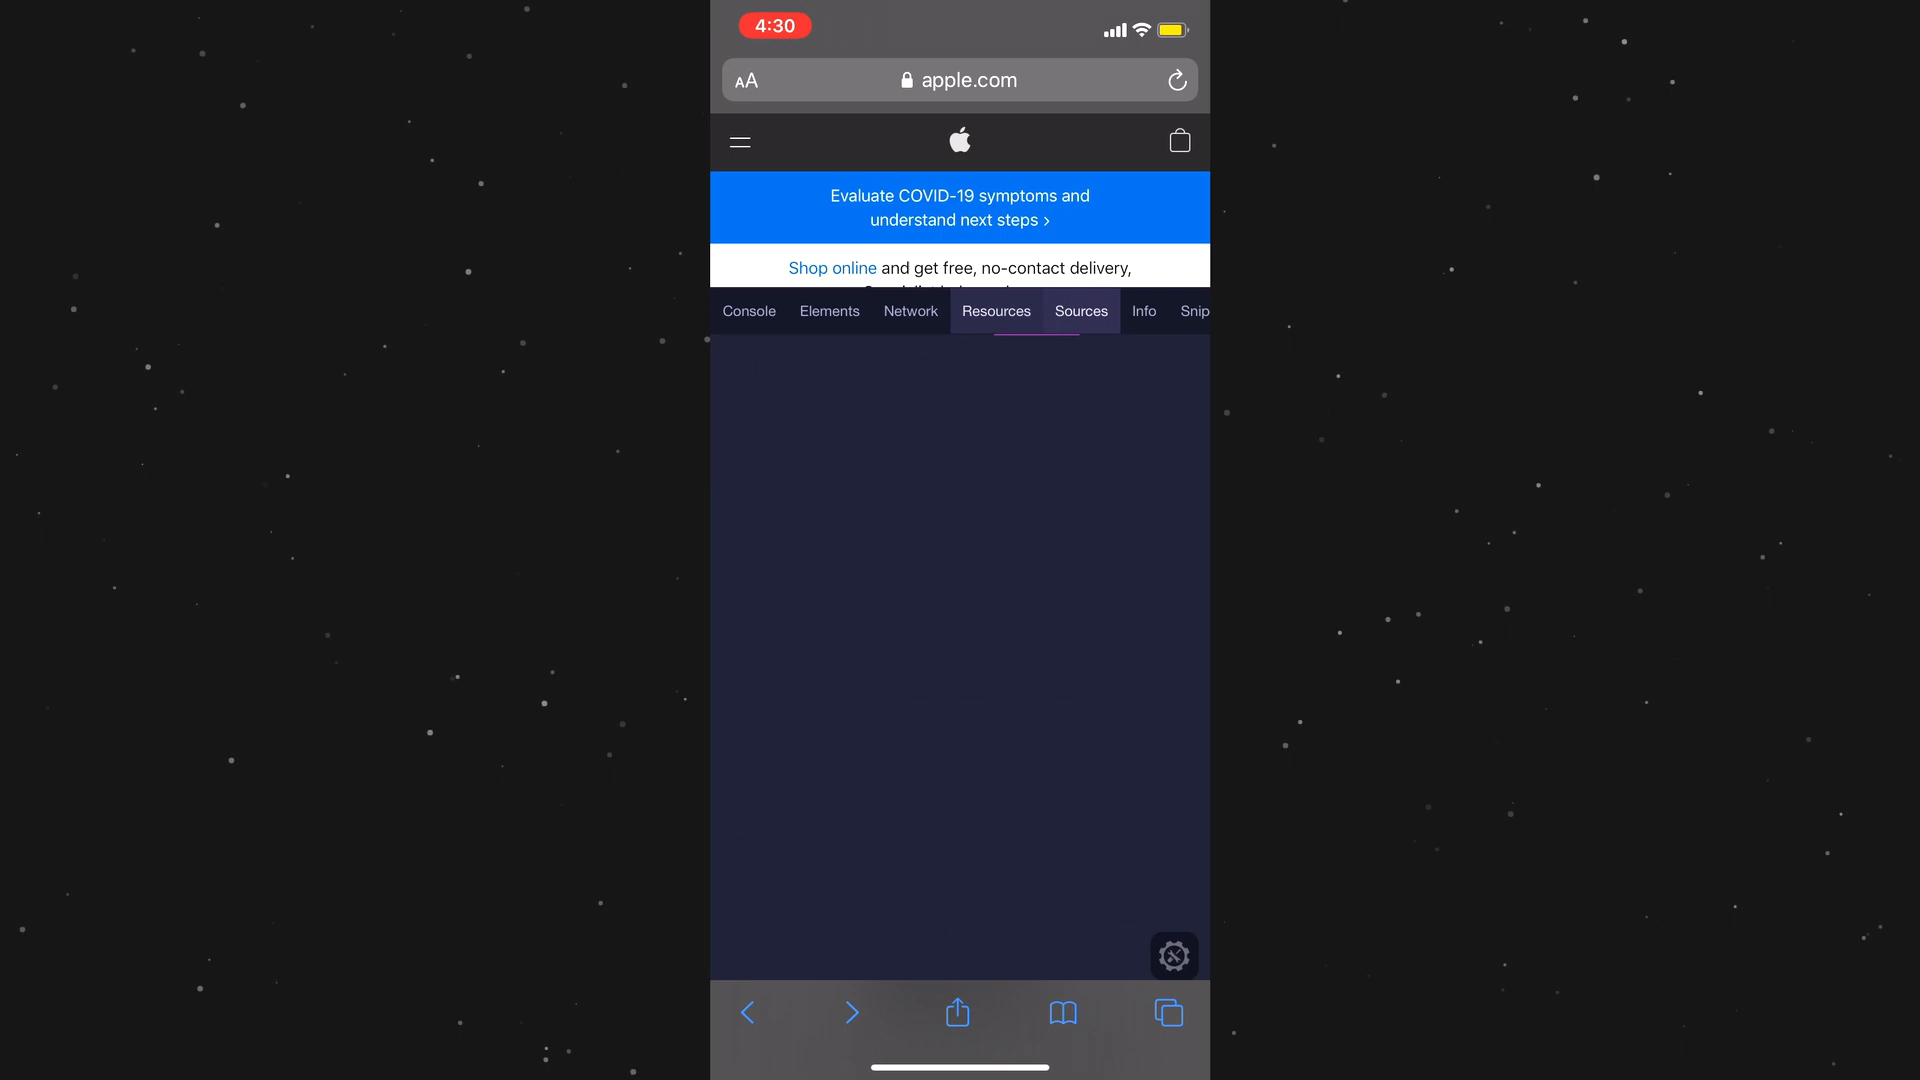 4:30
AA
apple.com
Evaluate COVID-19 symptoms and
understand next steps ›
Shop online and get free, no-contact delivery,
Console Elements Network Resources Sources Info Snip